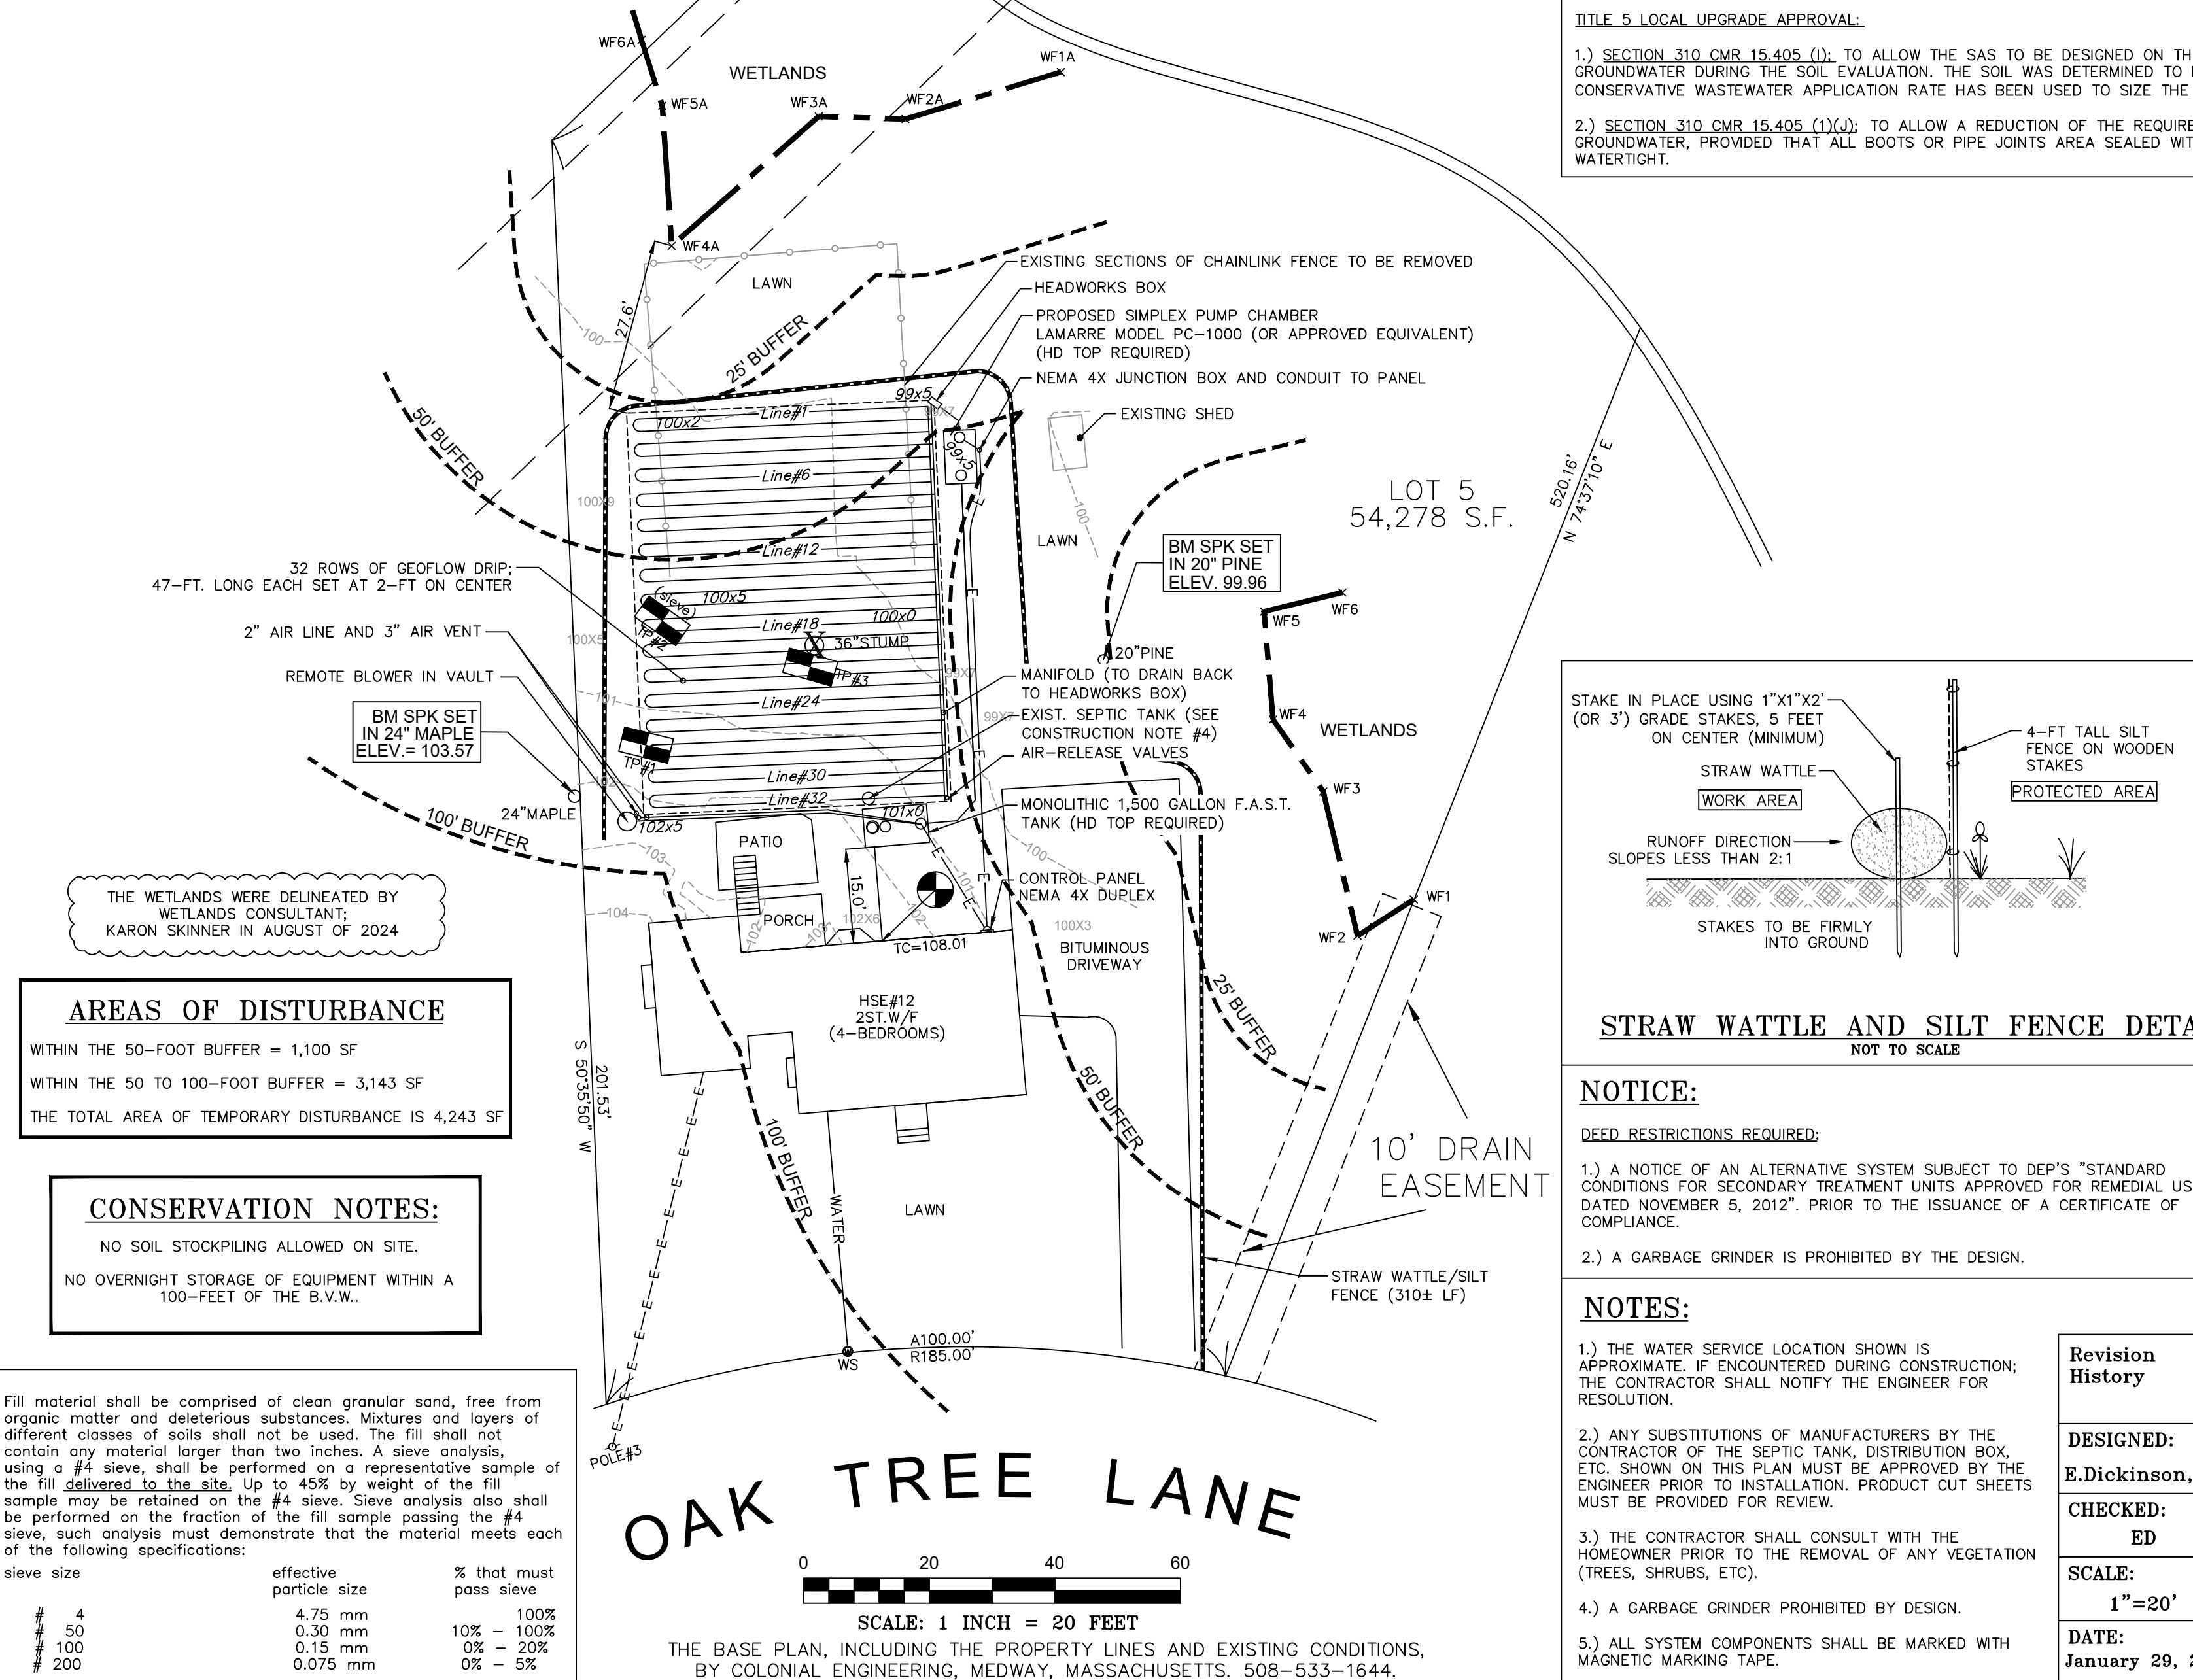 TITLE 5 LOCAL UPGRADE APPROVAL:
1.) SECTION 310 CMR 15.405 (I); TO ALLOW THE SAS TO BE DESIGNED ON
GROUNDWATER DURING THE SOIL EVALUATION. THE SOIL WAS DETERMINED TO
CONSERVATIVE WASTEWATER APPLICATION RATE HAS BEEN USED TO SIZE THE
2.) SECTION 310 CMR 15.405 (1)(J); TO ALLOW A REDUCTION OF THE
GROUNDWATER, PROVIDED THAT ALL BOOTS OR PIPE JOINTS AREA SEALED
WATERTIGHT.
WF6A
WETLANDS
WF1A
WF5A
WF3A
WF2A
WF4A
LAWN
27.6'
100
25' BUFFER
50' BUFFER
EXISTING SECTIONS OF CHAINLINK FENCE TO BE REMOVED
HEADWORKS BOX
PROPOSED SIMPLEX PUMP CHAMBER
LAMARRE MODEL PC-1000 (OR APPROVED EQUIVALENT)
(HD TOP REQUIRED)
NEMA 4X JUNCTION BOX AND CONDUIT TO PANEL
EXISTING SHED
99x5
99X7
Line#1
100x2
99x5
Line#6
100X9
100
LAWN
LOT 5
54,278 S.F.
520.16'
N 74°37'10" E
Line#12
BM SPK SET
IN 20" PINE
ELEV. 99.96
32 ROWS OF GEOFLOW DRIP;
47-FT. LONG EACH SET AT 2-FT ON CENTER
(sieve)
TP#2
100x5
100x0
Line#18
36"STUMP
TP#3
100X5
WF5
WF6
2" AIR LINE AND 3" AIR VENT
REMOTE BLOWER IN VAULT
BM SPK SET
IN 24" MAPLE
ELEV.= 103.57
20"PINE
99X7
MANIFOLD (TO DRAIN BACK
TO HEADWORKS BOX)
101
Line#24
99X7
EXIST. SEPTIC TANK (SEE
CONSTRUCTION NOTE #4)
AIR-RELEASE VALVES
WF4
WETLANDS
WF3
TP#1
Line#30
102
Line#32
24"MAPLE
102x5
101x0
MONOLITHIC 1,500 GALLON F.A.S.T.
TANK (HD TOP REQUIRED)
100' BUFFER
PATIO
103
104
15.0'
E
E
E
E
101
100
CONTROL PANEL
NEMA 4X DUPLEX
PORCH
102
103
102X6
102
100X3
TC=108.01
BITUMINOUS
DRIVEWAY
WF1
WF2
THE WETLANDS WERE DELINEATED BY
WETLANDS CONSULTANT;
KARON SKINNER IN AUGUST OF 2024
AREAS OF DISTURBANCE
WITHIN THE 50-FOOT BUFFER = 1,100 SF
WITHIN THE 50 TO 100-FOOT BUFFER = 3,143 SF
THE TOTAL AREA OF TEMPORARY DISTURBANCE IS 4,243 SF
HSE#12
2ST.W/F
(4-BEDROOMS)
S 50°35'50" W
201.53'
25' BUFFER
50' BUFFER
100' BUFFER
10' DRAIN
EASEMENT
CONSERVATION NOTES:
NO SOIL STOCKPILING ALLOWED ON SITE.
NO OVERNIGHT STORAGE OF EQUIPMENT WITHIN A
100-FEET OF THE B.V.W..
WATER
LAWN
STRAW WATTLE/SILT
FENCE (310± LF)
A100.00'
R185.00'
WS
POLE#3
OAK TREE LANE
STAKE IN PLACE USING 1"X1"X2'
(OR 3') GRADE STAKES, 5 FEET
ON CENTER (MINIMUM)
STRAW WATTLE
WORK AREA
4-FT TALL SILT
FENCE ON WOODEN
STAKES
PROTECTED AREA
RUNOFF DIRECTION
SLOPES LESS THAN 2:1
STAKES TO BE FIRMLY
INTO GROUND
STRAW WATTLE AND SILT FENCE
NOT TO SCALE
NOTICE:
DEED RESTRICTIONS REQUIRED:
1.) A NOTICE OF AN ALTERNATIVE SYSTEM SUBJECT TO DEP'S "STANDARD
CONDITIONS FOR SECONDARY TREATMENT UNITS APPROVED FOR REMEDIAL
DATED NOVEMBER 5, 2012". PRIOR TO THE ISSUANCE OF A CERTIFICATE OF
COMPLIANCE.
2.) A GARBAGE GRINDER IS PROHIBITED BY THE DESIGN.
NOTES:
1.) THE WATER SERVICE LOCATION SHOWN IS
APPROXIMATE. IF ENCOUNTERED DURING CONSTRUCTION;
THE CONTRACTOR SHALL NOTIFY THE ENGINEER FOR
RESOLUTION.
2.) ANY SUBSTITUTIONS OF MANUFACTURERS BY THE
CONTRACTOR OF THE SEPTIC TANK, DISTRIBUTION BOX,
ETC. SHOWN ON THIS PLAN MUST BE APPROVED BY THE
ENGINEER PRIOR TO INSTALLATION. PRODUCT CUT SHEETS
MUST BE PROVIDED FOR REVIEW.
3.) THE CONTRACTOR SHALL CONSULT WITH THE
HOMEOWNER PRIOR TO THE REMOVAL OF ANY VEGETATION
(TREES, SHRUBS, ETC).
4.) A GARBAGE GRINDER PROHIBITED BY DESIGN.
5.) ALL SYSTEM COMPONENTS SHALL BE MARKED WITH
MAGNETIC MARKING TAPE.
Revision
History
DESIGNED:
E.Dickinson,
CHECKED:
ED
SCALE:
1"=20'
DATE:
January 29,
Fill material shall be comprised of clean granular sand, free from
organic matter and deleterious substances. Mixtures and layers of
different classes of soils shall not be used. The fill shall not
contain any material larger than two inches. A sieve analysis,
using a #4 sieve, shall be performed on a representative sample of
the fill delivered to the site. Up to 45% by weight of the fill
sample may be retained on the #4 sieve. Sieve analysis also shall
be performed on the fraction of the fill sample passing the #4
sieve, such analysis must demonstrate that the material meets each
of the following specifications:
sieve size effective particle size % that must pass sieve
# 4 4.75 mm 100%
# 50 0.30 mm 10% - 100%
# 100 0.15 mm 0% - 20%
# 200 0.075 mm 0% - 5%
0 20 40 60
SCALE: 1 INCH = 20 FEET
THE BASE PLAN, INCLUDING THE PROPERTY LINES AND EXISTING CONDITIONS,
BY COLONIAL ENGINEERING, MEDWAY, MASSACHUSETTS. 508-533-1644.